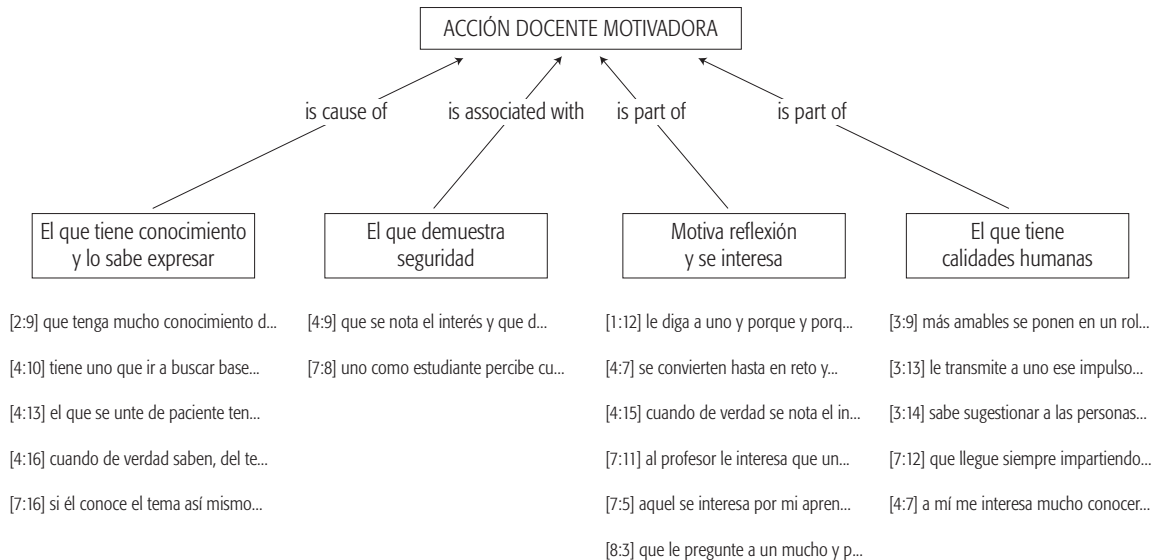 ACCIÓN DOCENTE MOTIVADORA
is cause of
is associated with
is part of
is part of
El que tiene conocimiento
y lo sabe expresar
El que demuestra
seguridad
Motiva reflexión
y se interesa
El que tiene
calidades humanas
[2:9] que tenga mucho conocimiento d...
[4:10] tiene uno que ir a buscar base...
[4:13] el que se unte de paciente ten...
[4:16] cuando de verdad saben, del te...
[7:16] si él conoce el tema así mismo...
[4:9] que se nota el interés y que d...
[7:8] uno como estudiante percibe cu...
[1:12] le diga a uno y porque y porq...
[4:7] se convierten hasta en reto y...
[4:15] cuando de verdad se nota el in...
[7:11] al profesor le interesa que un...
[7:5] aquel se interesa por mi apren...
[8:3] que le pregunte a un mucho y p...
[3:9] más amables se ponen en un rol...
[3:13] le transmite a uno ese impulso...
[3:14] sabe sugestionar a las personas...
[7:12] que llegue siempre impartiendo...
[4:7] a mí me interesa mucho conocer...